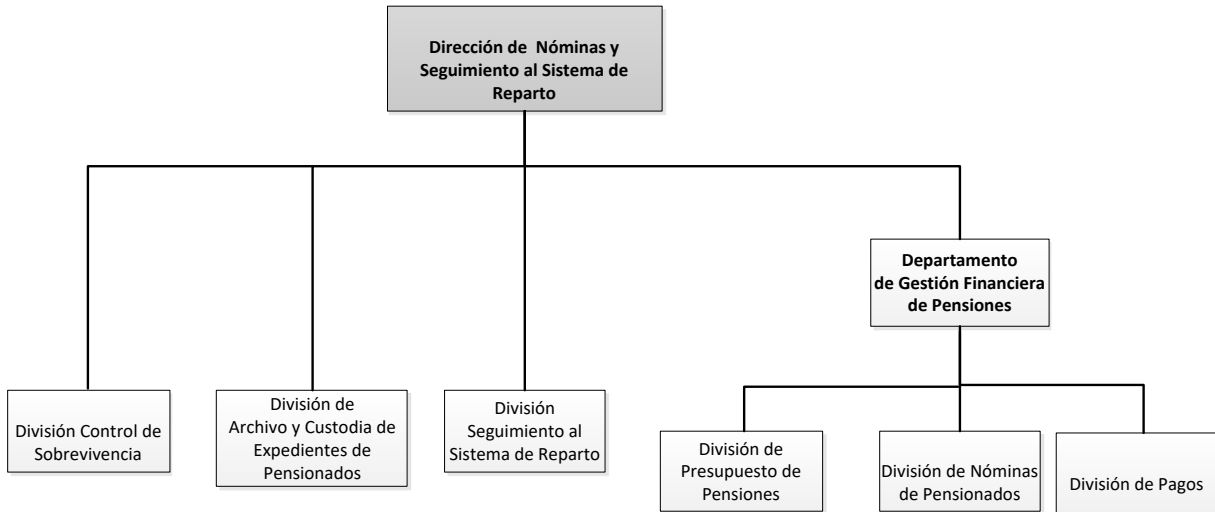 Dirección de Nóminas y
Seguimiento al Sistema de
Reparto
Departamento
de Gestión Financiera
de Pensiones
División Control de
Sobrevivencia
División de
Archivo y Custodia de
Expedientes de
Pensionados
División
Seguimiento al
Sistema de Reparto
División de
Presupuesto de
Pensiones
División de Nóminas
de Pensionados
División de Pagos